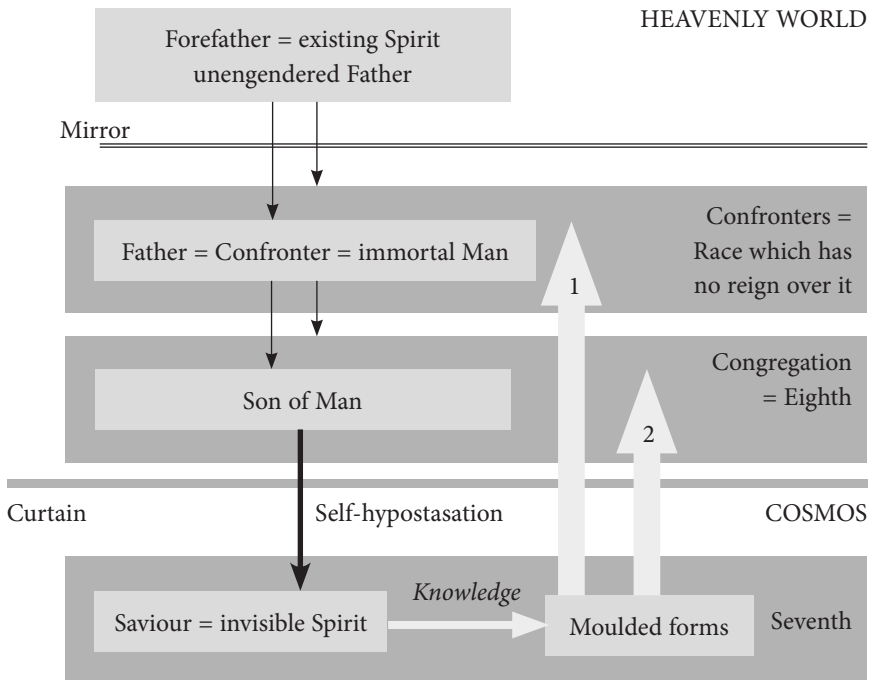 HEAVENLY WORLD
Forefather = existing Spirit
unengendered Father
Mirror
Father = Confronter = immortal Man
Confronters =
Race which has
no reign over it
1
Son of Man
Congregation
= Eighth
2
Curtain
Self-hypostasation
COSMOS
Saviour = invisible Spirit
Knowledge
Moulded forms
Seventh